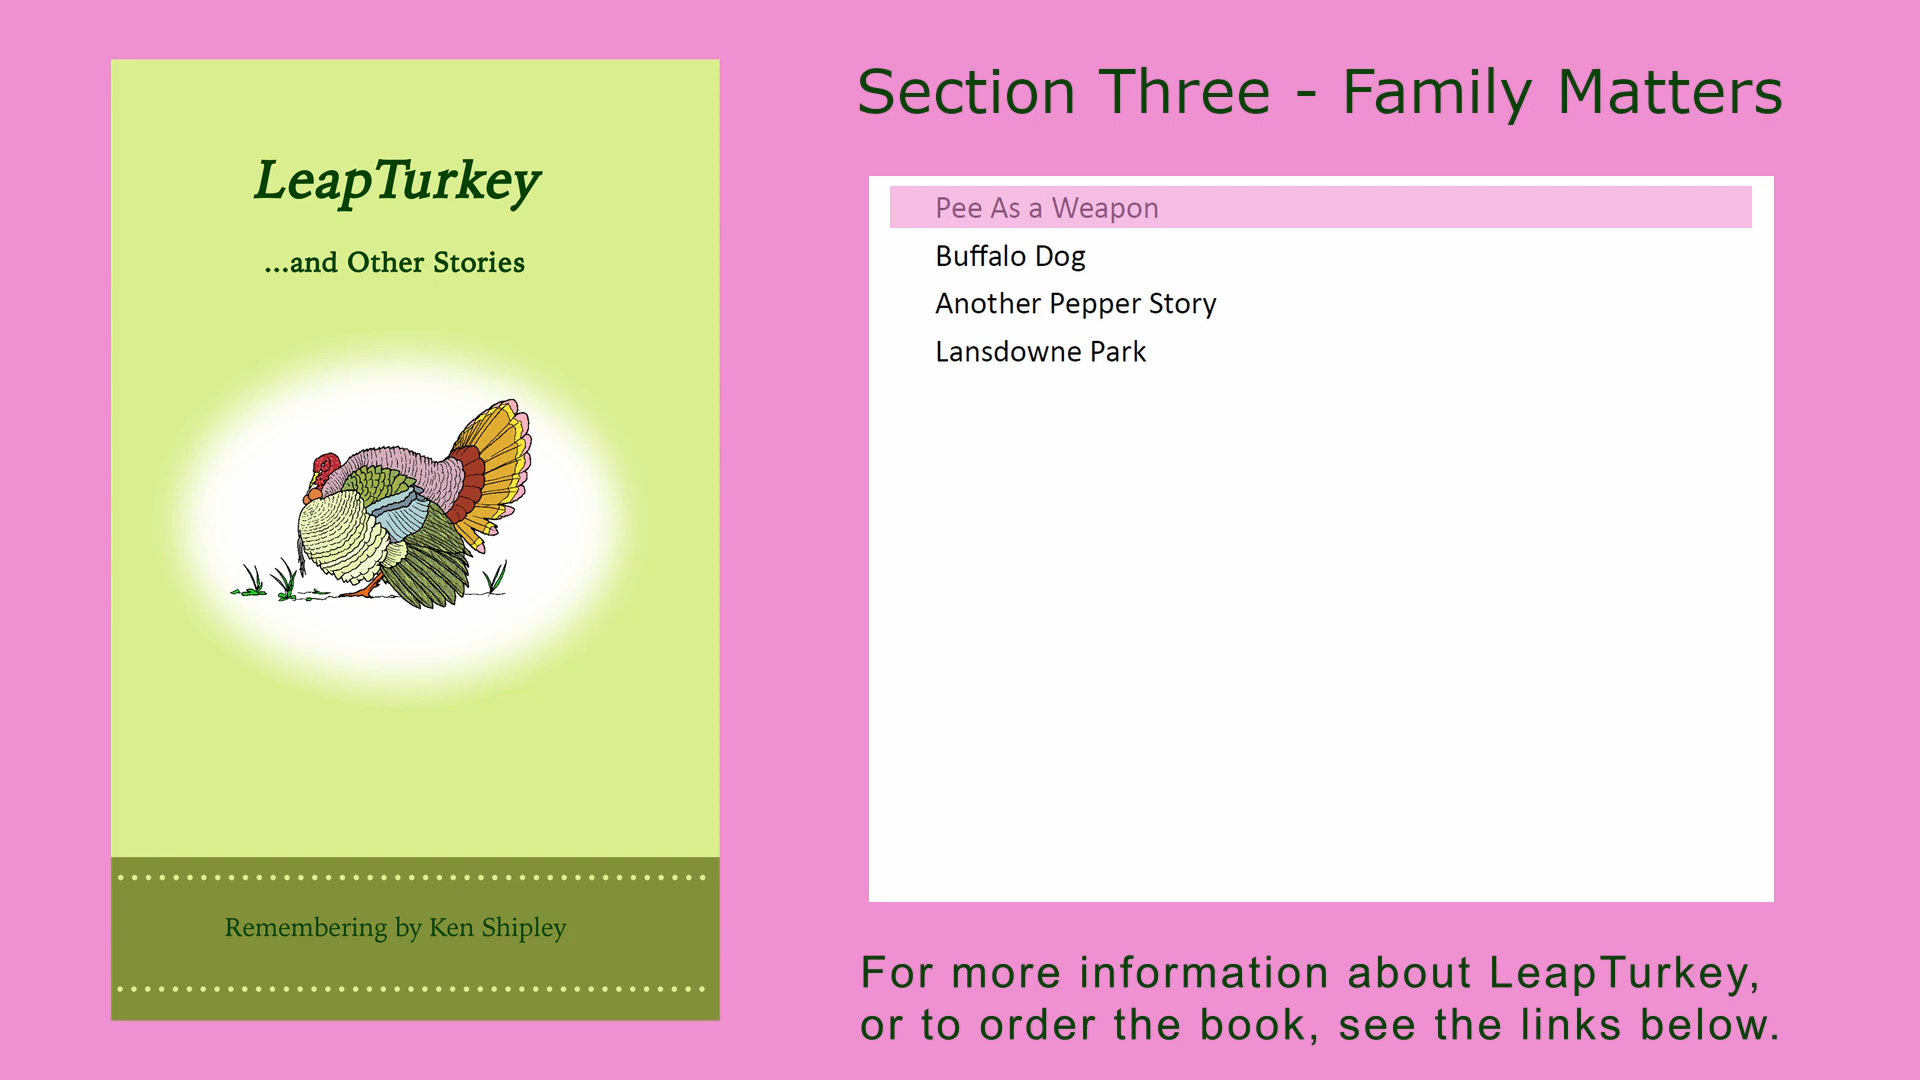 LeapTurkey
...and Other Stories
Remembering by Ken Shipley
Section Three - Family Matters
Pee As a Weapon
Buffalo Dog
Another Pepper Story
Lansdowne Park
For more information about LeapTurkey,
or to order the book, see the links below.